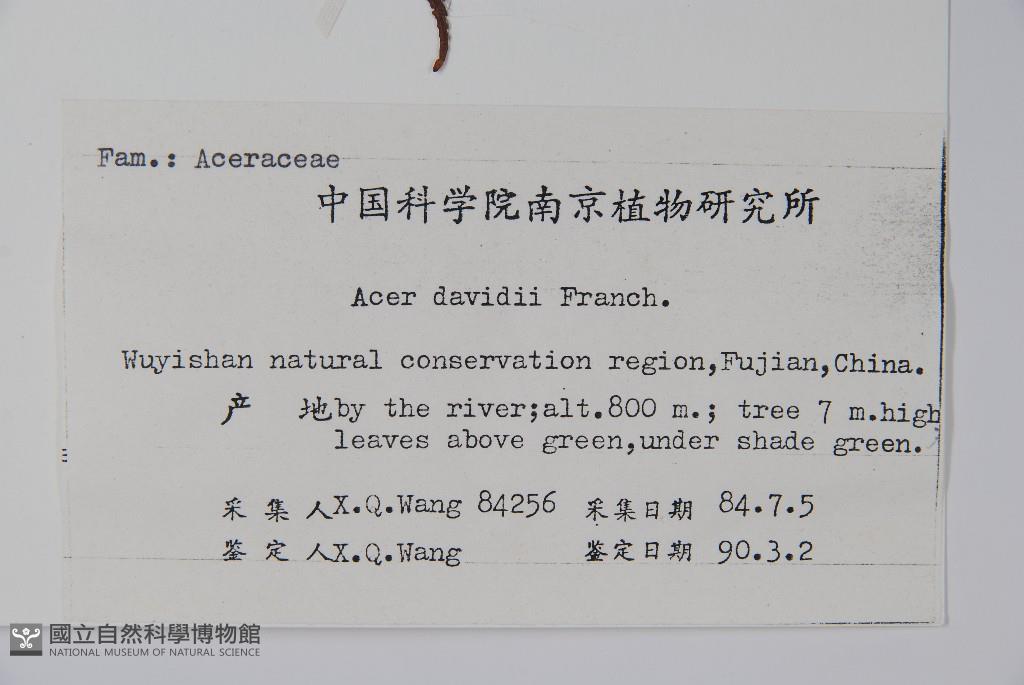 Fam.: Aceraceae
中国科学院南京植物研究所
Acer davidii Franch.
Wuyishan natural conservation region,Fujian,China.
产 地by the river;alt.800 m.; tree 7 m.high
leaves above green,under shade green.
采 集 人X.Q.Wang 84256 采集日期 84.7.5
鉴 定 人X.Q.Wang 鉴定日期 90.3.2
國立自然科學博物館
NATIONAL MUSEUM OF NATURAL SCIENCE